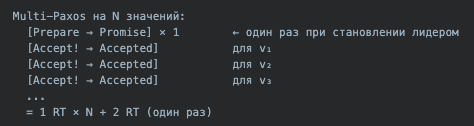 Multi-Paxos на N значений:
[Prepare → Promise] × 1 ← один раз при становлении лидером
[Accept! → Accepted] для v₁
[Accept! → Accepted] для v₂
[Accept! → Accepted] для v₃
...
= 1 RT × N + 2 RT (один раз)